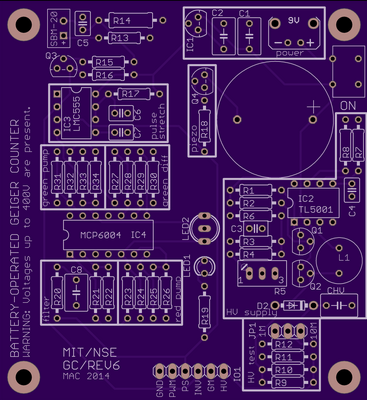 SBM-20
C5
R14
R13
IC1
C2
C1
9V
power
Q3
R15
R16
Q4
R18
piezo
R17
IC3
LMC555
pulse
stretch
ON
R8
R7
C4
green pump
R31
R32
R33
R34
R27
R28
R29
R30
green diff
R1
R2
R6
C3
R3
R4
R5
IC2
TL5001
Q1
Q2
L1
MCP6004
IC4
LED2
LED1
filter
R20
C8
R21
R22
R23
R24
R25
R26
red pump
R19
D2
CHV
HV supply
BATTERY-OPERATED GEIGER COUNTER
WARNING: Voltages up to 400V are present.
MIT/NSE
GC/REV6
MAC 2014
GND
PWM
PS
INV
GM
HV
IO1
HV test
JP1
1M
10M
R12
R11
R10
R9